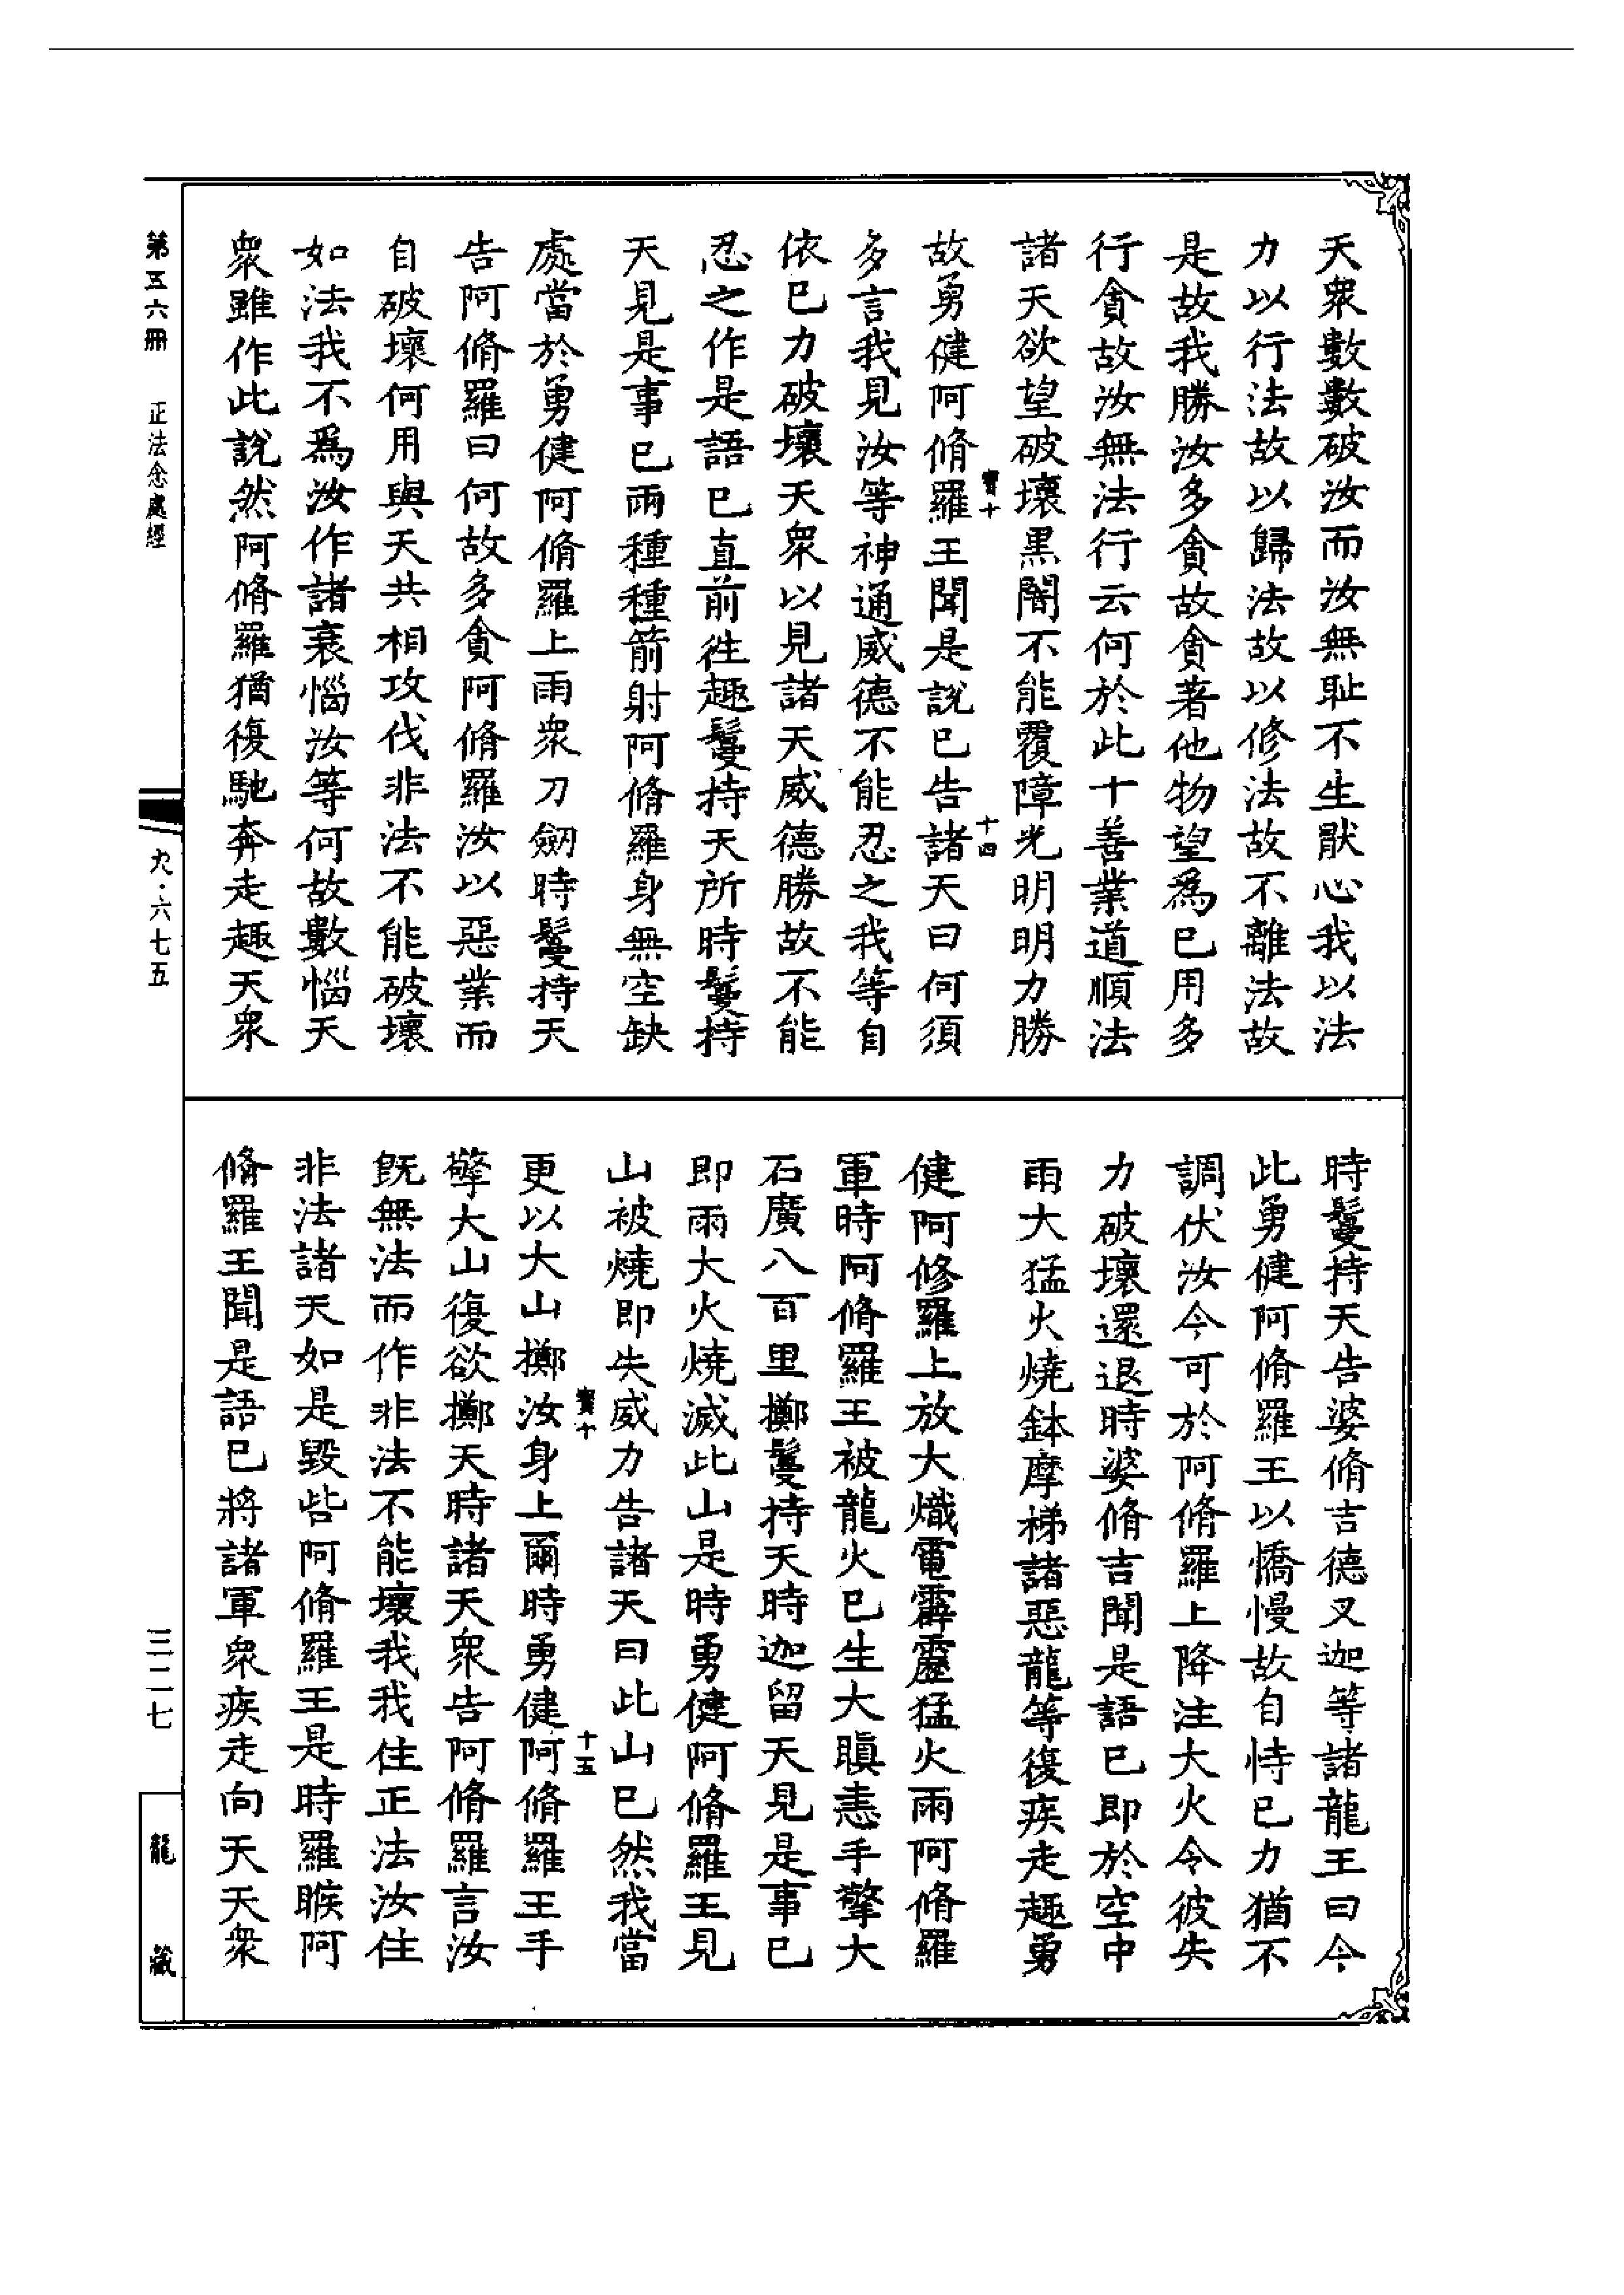 天衆數數破汝而汝無耻不生猒心我以法
力以行法故以歸法故以修法故不離法故
是故我勝汝多貪故貪著他物望爲已用多
行貪故汝無法行云何於此十善業道順法
諸天欲望破壞黒闇不能覆障光明明力勝
寶十
十四
故勇健阿脩羅王聞是說已告諸天曰何須
多言我見汝等神通威德不能忍之我等自
依已力破壞天衆以見諸天威德勝故不能
忍之作是語已直前徃趣鬘持天所時鬘持
天見是事已雨種種箭射阿脩羅身無空缺
處當於勇健阿脩羅上雨衆刀劒時鬘持天
告阿脩羅曰何故多貪阿脩羅汝以惡業而
自破壞何用與天共相攻伐非法不能破壞
如法我不爲汝作諸衰惱汝等何故數惱天
衆雖作此說然阿脩羅猶復馳奔走趣天衆
時鬘持天告婆脩吉德叉迦等諸龍王曰今
此勇健阿脩羅王以憍慢故自恃已力猶不
調伏汝今可於阿脩羅上降注大火令彼失
力破壞還退時婆脩吉聞是語已即於空中
雨大猛火燒鉢摩梯諸惡龍等復疾走趣勇
健阿修羅上放大熾電霹靂猛火雨阿脩羅
軍時阿脩羅王被龍火已生大瞋恚手擎大
石廣八百里擲鬘持天時迦留天見是事已
即雨大火燒滅此山是時勇健阿脩羅王見
山被燒即失威力告諸天曰此山已然我當
寶十
十五
更以大山擲汝身上爾時勇健阿脩羅王手
擎大山復欲擲天時諸天衆告阿脩羅言汝
旣無法而作非法不能壞我我住正法汝住
非法諸天如是毀呰阿脩羅王是時羅睺阿
脩羅王聞是語已將諸軍衆疾走向天天衆
第五六冊 正法念處經
九·六七五
三二七
龍藏